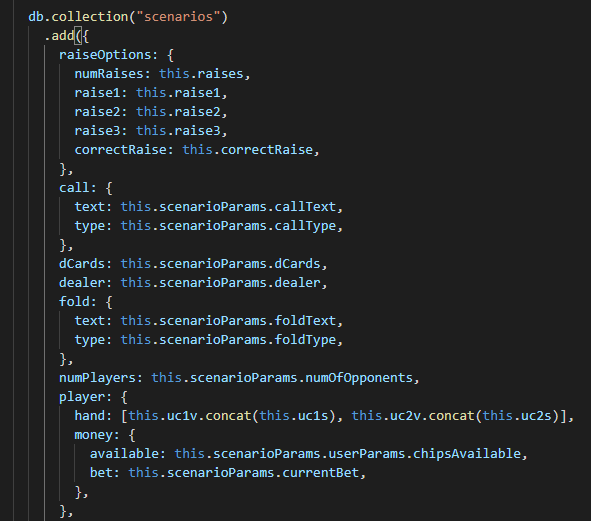 db.collection("scenarios")
.add({
raiseOptions: {
numRaises: this.raises,
raise1: this.raise1,
raise2: this.raise2,
raise3: this.raise3,
correctRaise: this.correctRaise,
},
call: {
text: this.scenarioParams.callText,
type: this.scenarioParams.callType,
},
dCards: this.scenarioParams.dCards,
dealer: this.scenarioParams.dealer,
fold: {
text: this.scenarioParams.foldText,
type: this.scenarioParams.foldType,
},
numPlayers: this.scenarioParams.numOfOpponents,
player: {
hand: [this.uc1v.concat(this.uc1s), this.uc2v.concat(this.uc2s)],
money: {
available: this.scenarioParams.userParams.chipsAvailable,
bet: this.scenarioParams.currentBet,
},
},